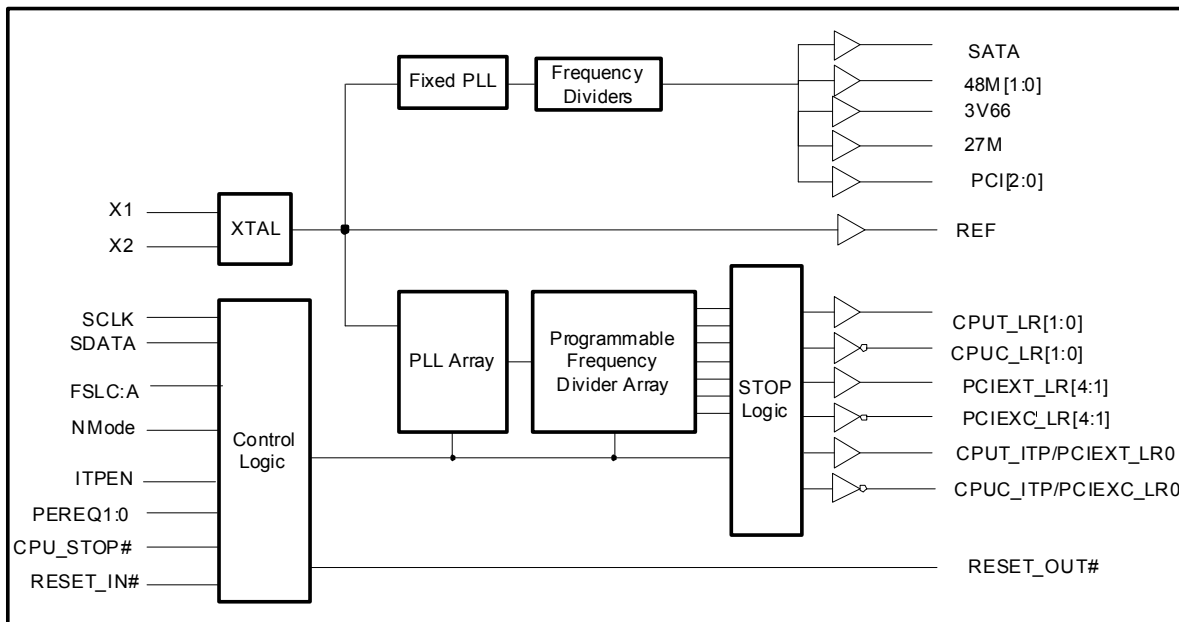 SATA
Fixed PLL
Frequency
Dividers
48M[1:0]
3V66
27M
PCI[2:0]
X1
X2
XTAL
REF
SCLK
SDATA
FSLC:A
NMode
ITPEN
PEREQ1:0
CPU_STOP#
RESET_IN#
Control
Logic
PLL Array
Programmable
Frequency
Divider Array
STOP
Logic
CPUT_LR[1:0]
CPUC_LR[1:0]
PCIEXT_LR[4:1]
PCIEXC_LR[4:1]
CPUT_ITP/PCIEXT_LR0
CPUC_ITP/PCIEXC_LR0
RESET_OUT#